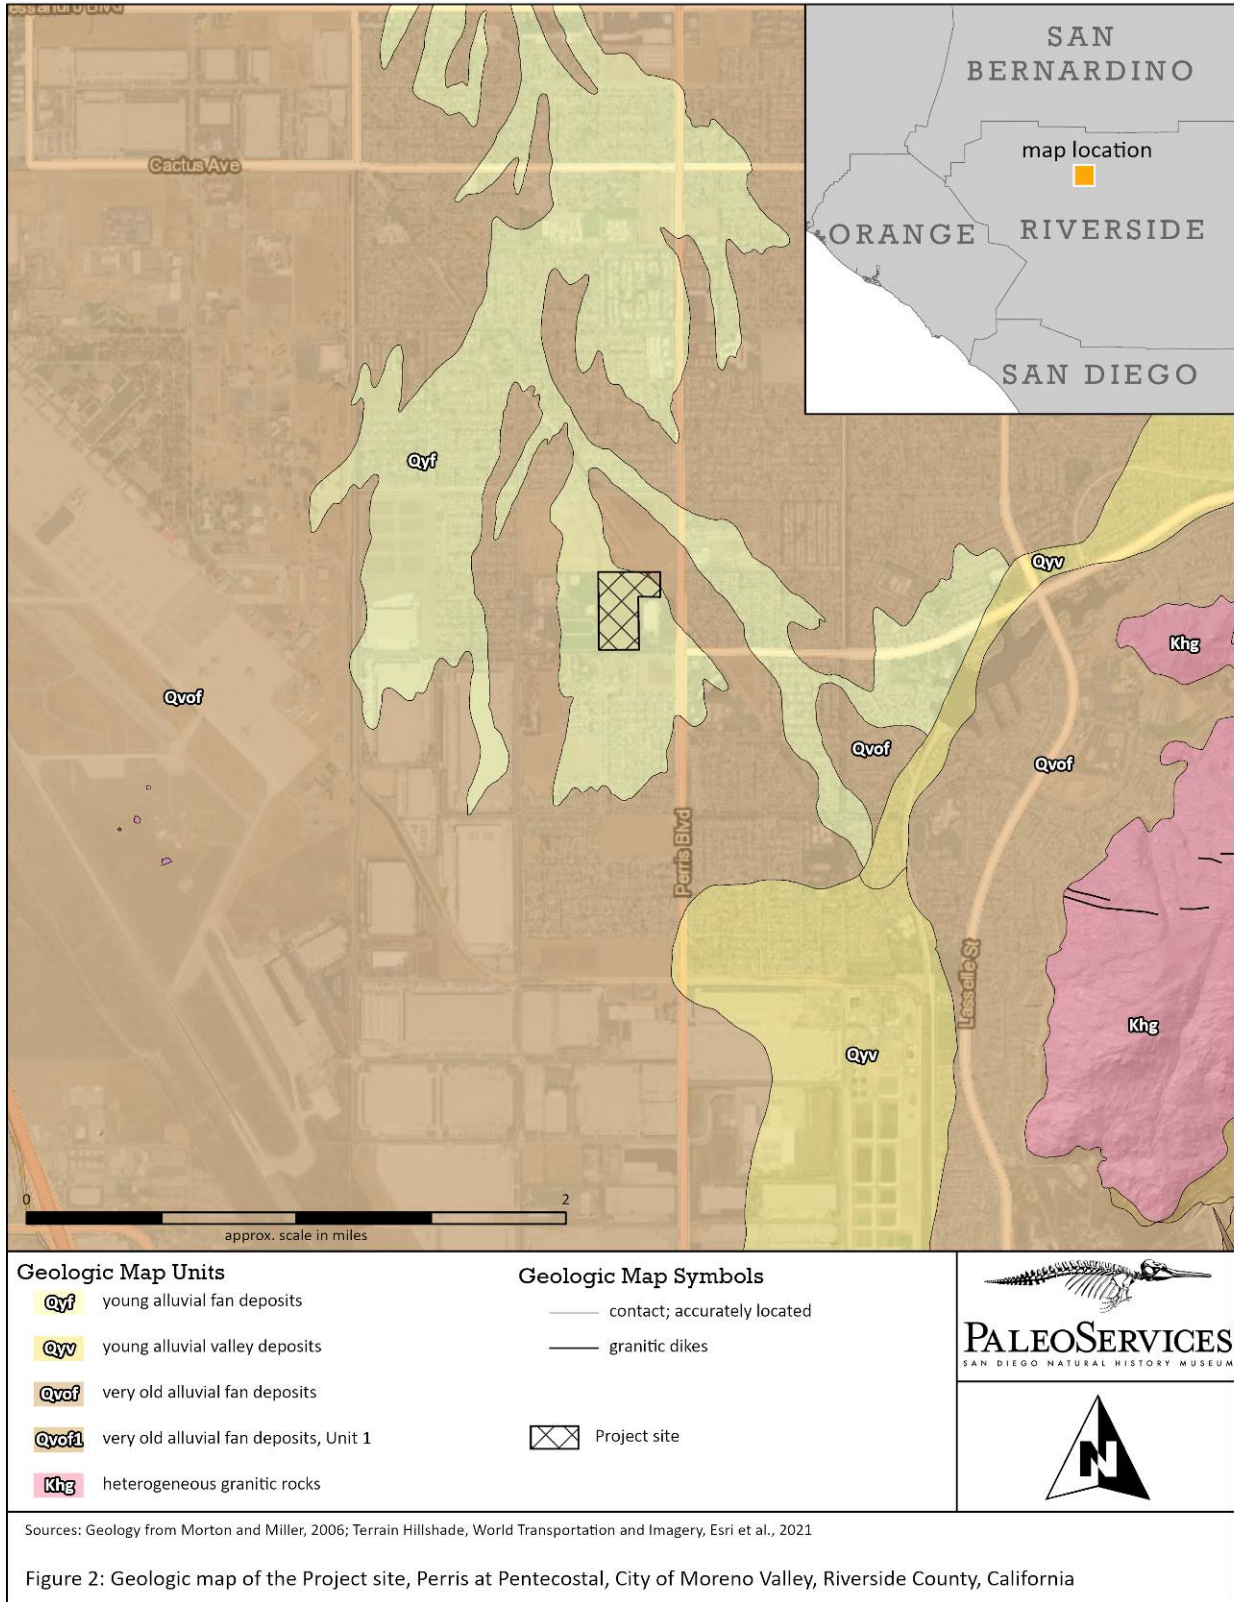 essandro Blvd
SAN
BERNARDINO
map location
ORANGE
RIVERSIDE
SAN DIEGO
Cactus Ave
Qyf
Qyv
Khg
Qvof
Qvof
Qvof
Perris Blvd
Lasselle St
Khg
Qyv
0
2
approx. scale in miles
Geologic Map Units
Qyf young alluvial fan deposits
Qyv young alluvial valley deposits
Qvof very old alluvial fan deposits
Qvof1 very old alluvial fan deposits, Unit 1
Khg heterogeneous granitic rocks
Geologic Map Symbols
contact; accurately located
granitic dikes
Project site
PALEOSERVICES
SAN DIEGO NATURAL HISTORY MUSEUM
N
Sources: Geology from Morton and Miller, 2006; Terrain Hillshade, World Transportation and Imagery, Esri et al., 2021
Figure 2: Geologic map of the Project site, Perris at Pentecostal, City of Moreno Valley, Riverside County, California